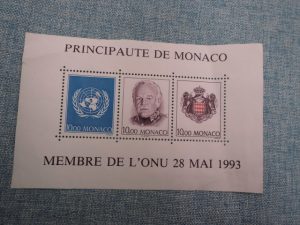 PRINCIPAUTE DE MONACO
10,00 MONACO
10,00 MONACO
10,00 MONACO
MEMBRE DE L'ONU 28 MAI 1993